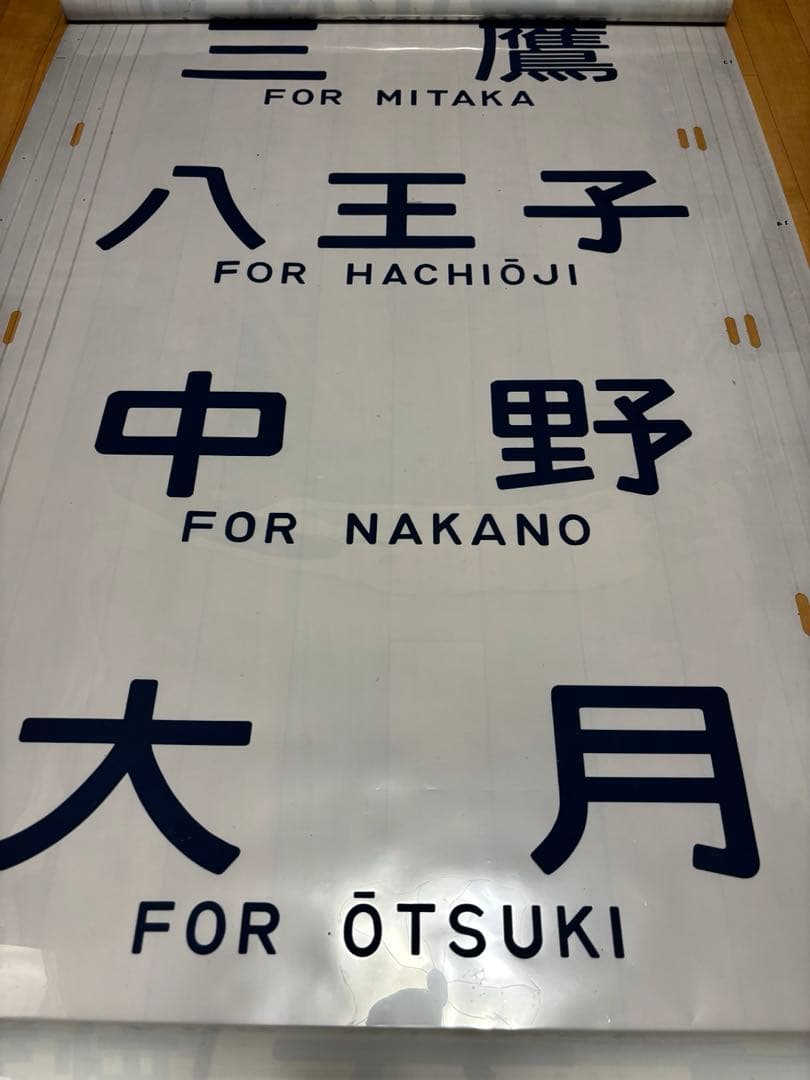 三鷹
FOR MITAKA
八王子
FOR HACHIŌJI
中野
FOR NAKANO
大月
FOR ŌTSUKI